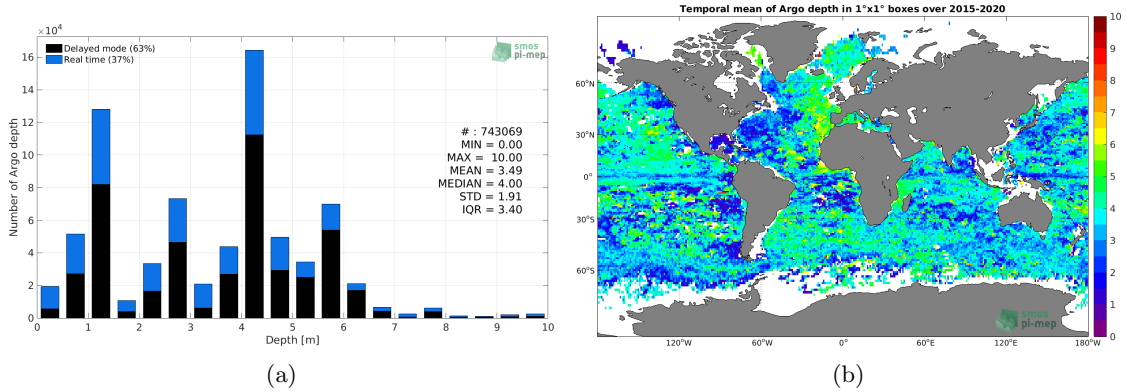 ×10⁴
18
16
14
12
10
8
6
4
2
0
Number of Argo depth
Delayed mode (63%)
Real time (37%)
smos
pi-mep
# : 743069
MIN = 0.00
MAX = 10.00
MEAN = 3.49
MEDIAN = 4.00
STD = 1.91
IQR = 3.40
0 1 2 3 4 5 6 7 8 9 10
Depth [m]
(a)
Temporal mean of Argo depth in 1°x1° boxes over 2015-2020
60°N
30°N
0°
30°S
60°S
120°W 60°W 0° 60°E 120°E 180°W
smos
pi-mep
10
9
8
7
6
5
4
3
2
1
0
(b)